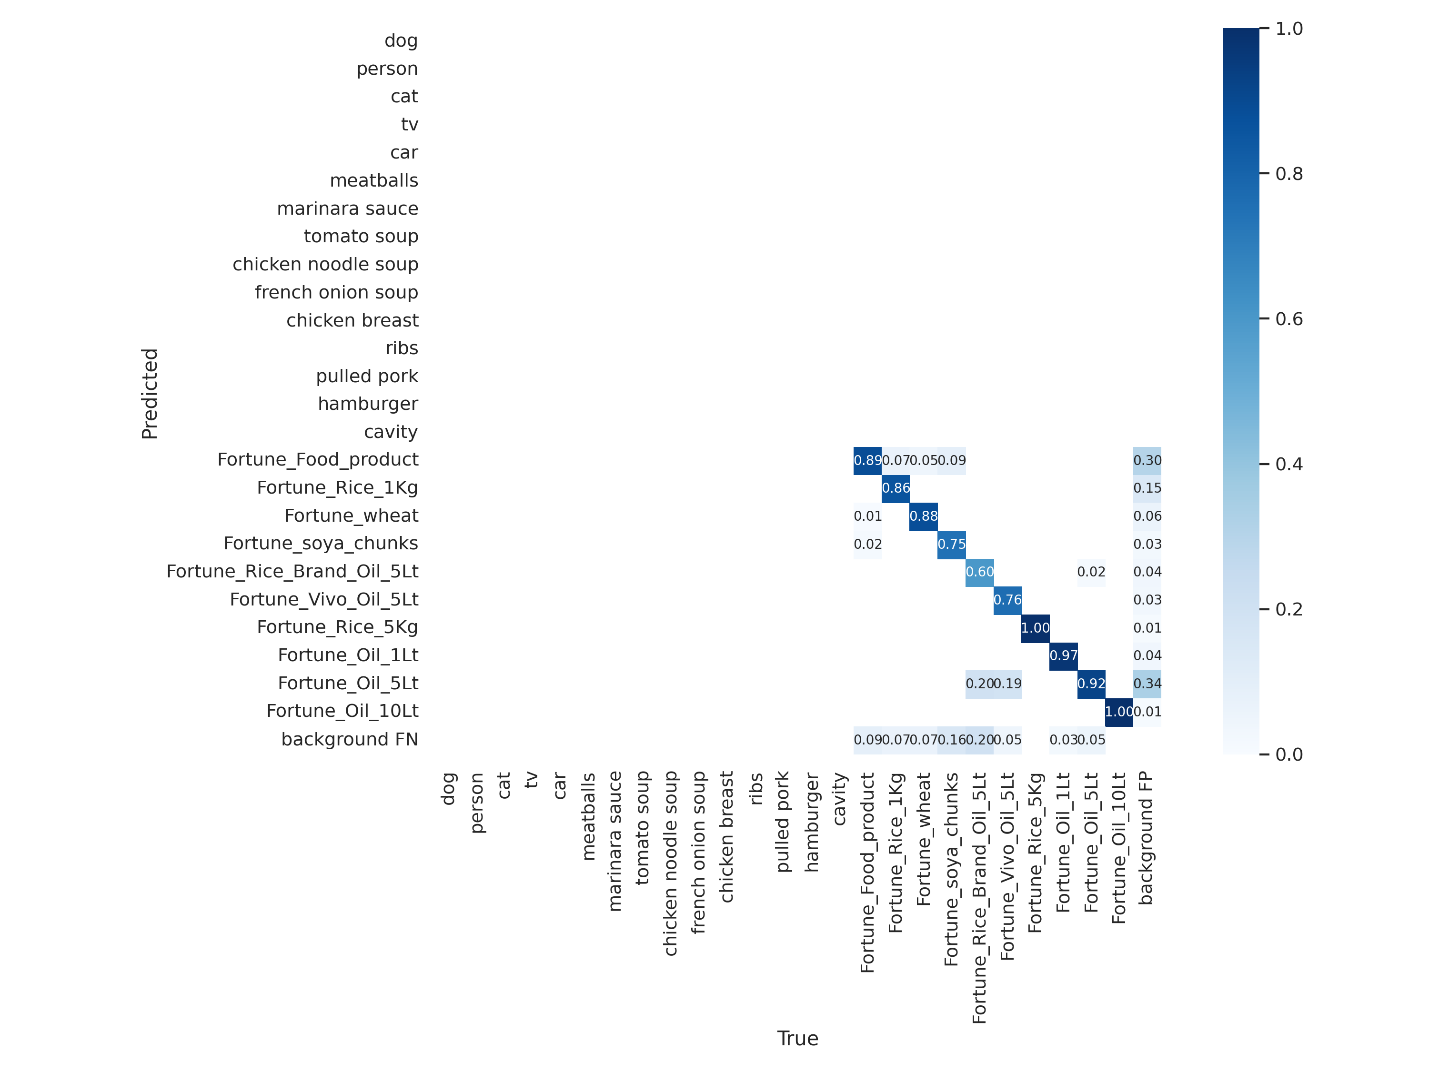 dog
person
cat
tv
car
meatballs
marinara sauce
tomato soup
chicken noodle soup
french onion soup
chicken breast
ribs
pulled pork
hamburger
cavity
Fortune_Food_product 0.89 0.07 0.05 0.09 0.30
Fortune_Rice_1Kg 0.86 0.15
Fortune_wheat 0.01 0.88 0.06
Fortune_soya_chunks 0.02 0.75 0.03
Fortune_Rice_Brand_Oil_5Lt 0.60 0.02 0.04
Fortune_Vivo_Oil_5Lt 0.76 0.03
Fortune_Rice_5Kg 1.00 0.01
Fortune_Oil_1Lt 0.97 0.04
Fortune_Oil_5Lt 0.20 0.19 0.92 0.34
Fortune_Oil_10Lt 1.00 0.01
background FN 0.09 0.07 0.07 0.16 0.20 0.05 0.03 0.05
Predicted
dog
person
cat
tv
car
meatballs
marinara sauce
tomato soup
chicken noodle soup
french onion soup
chicken breast
ribs
pulled pork
hamburger
cavity
Fortune_Food_product
Fortune_Rice_1Kg
Fortune_wheat
Fortune_soya_chunks
Fortune_Rice_Brand_Oil_5Lt
Fortune_Vivo_Oil_5Lt
Fortune_Rice_5Kg
Fortune_Oil_1Lt
Fortune_Oil_5Lt
Fortune_Oil_10Lt
background FP
True
1.0
0.8
0.6
0.4
0.2
0.0